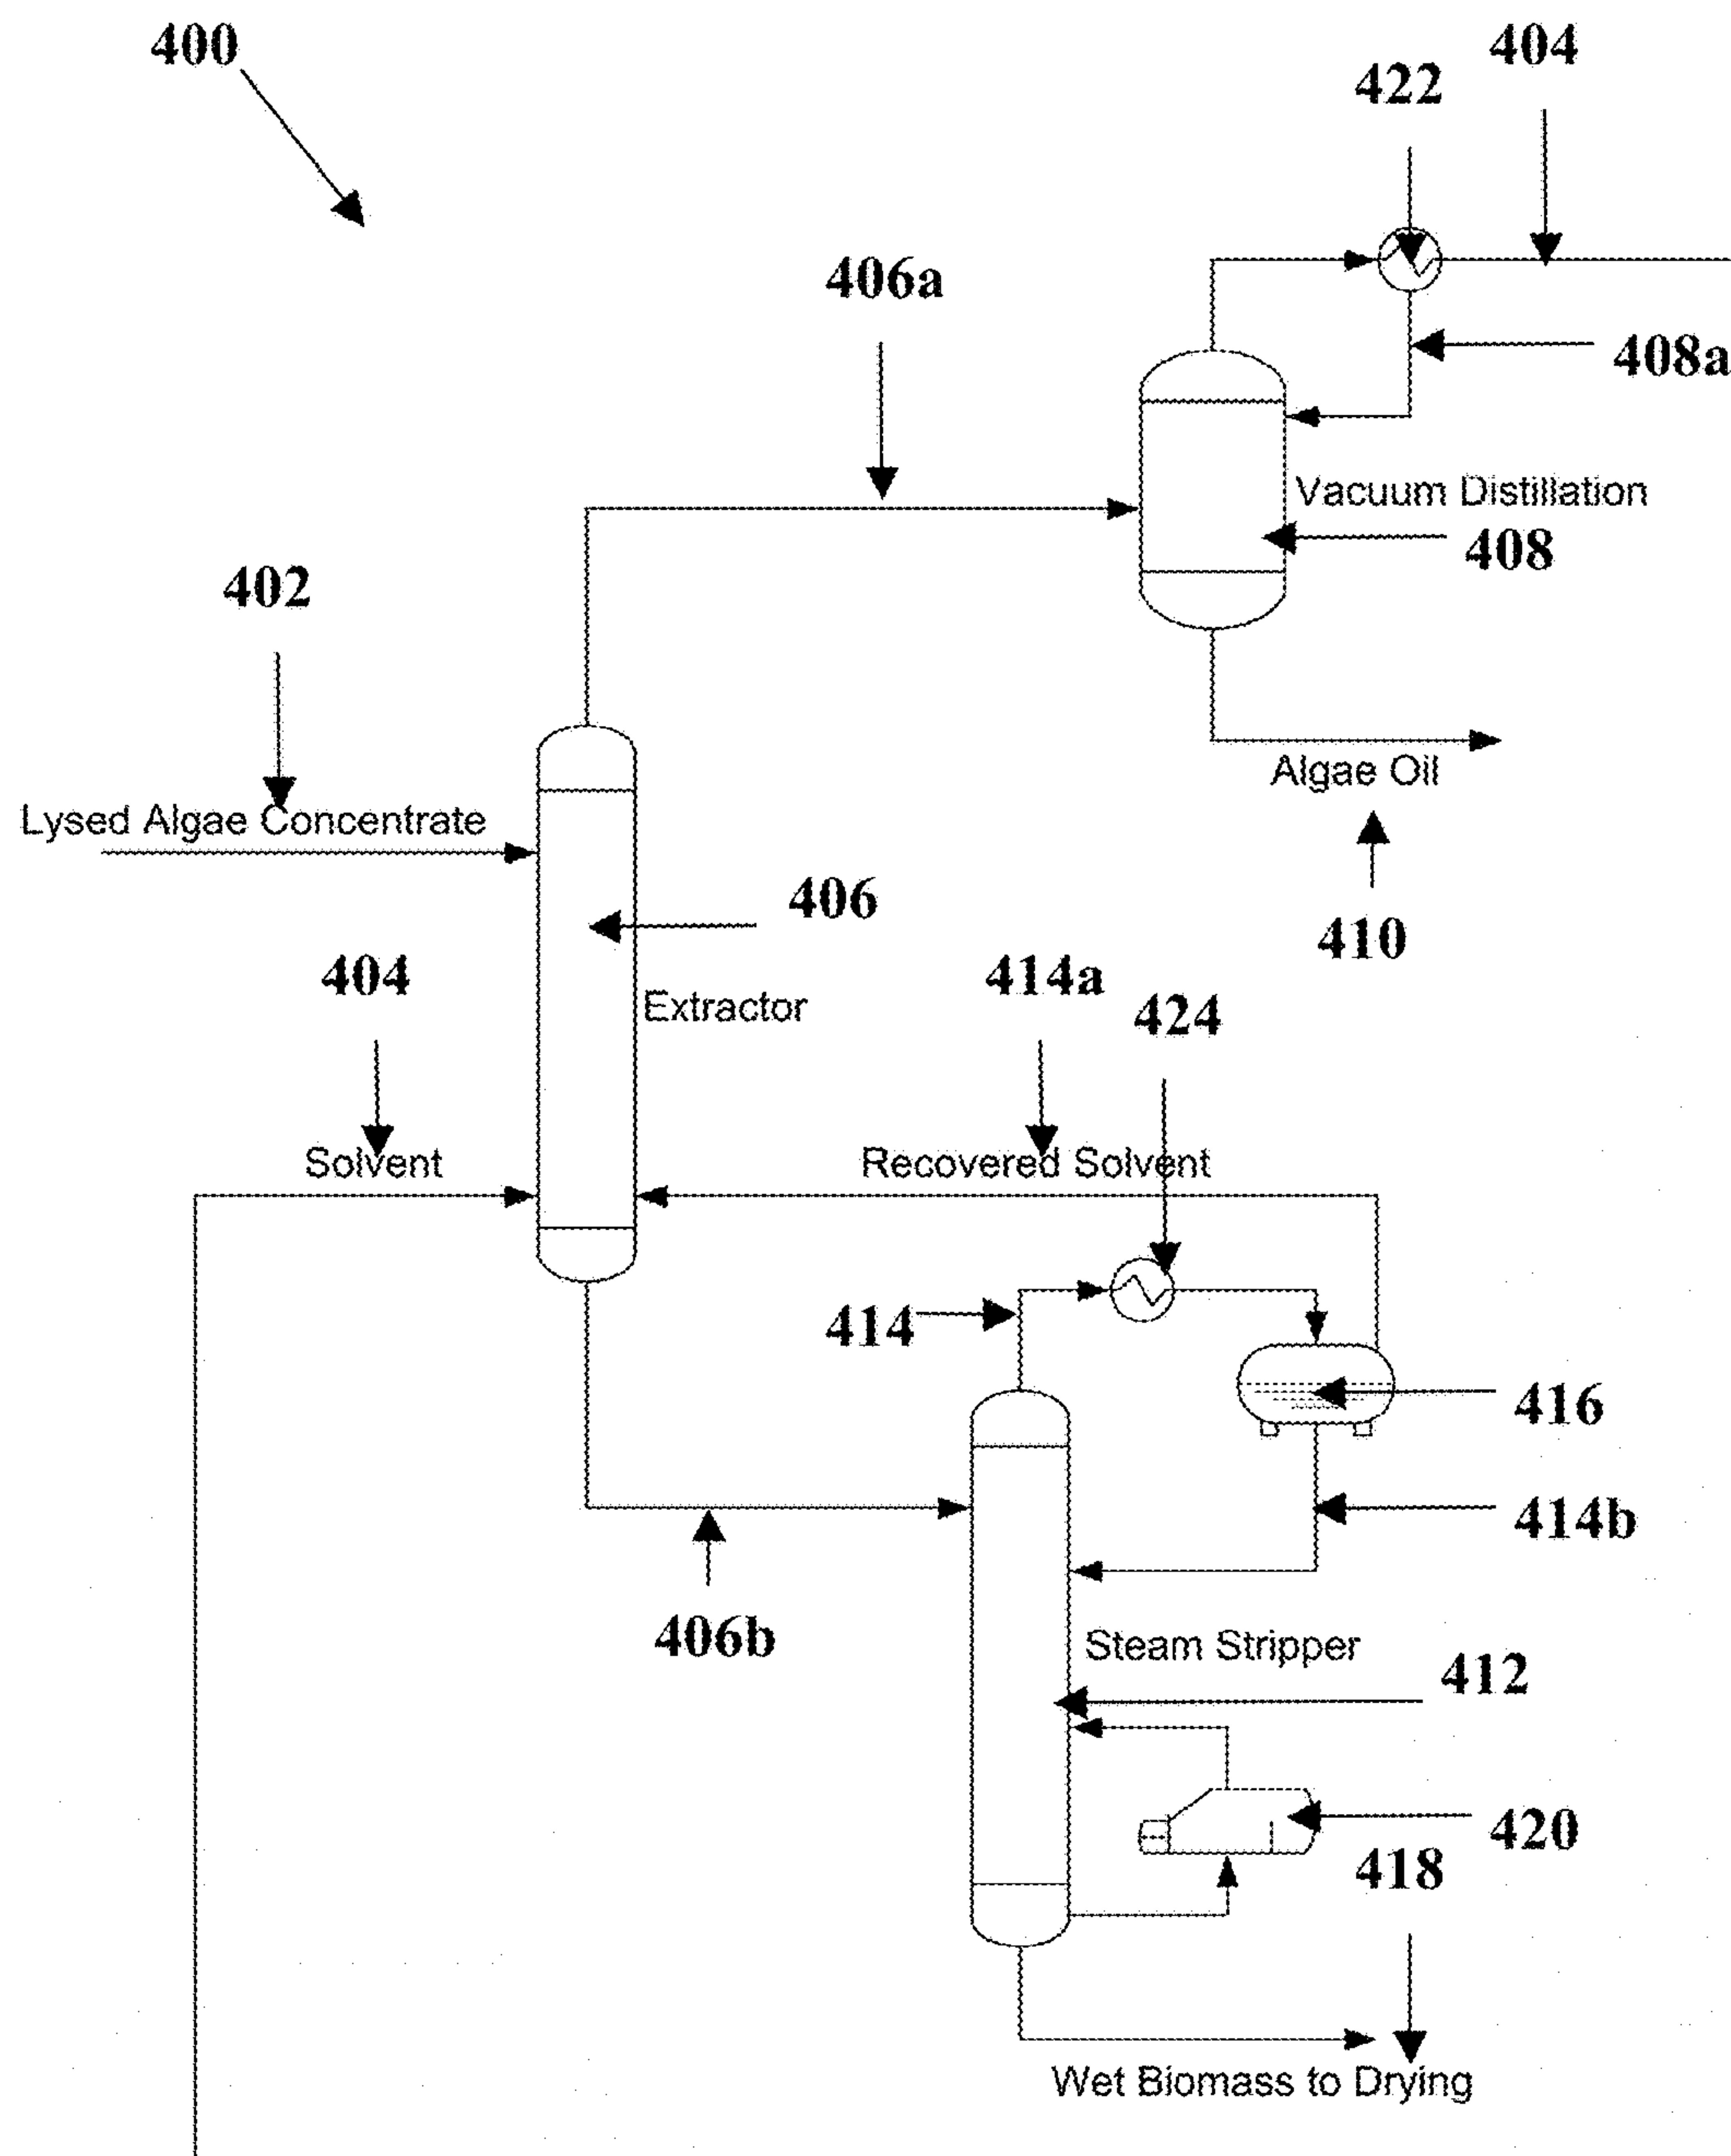 400
404
422
406a
408a
Vacuum Distillation
408
402
Algae Oil
Lysed Algae Concentrate
406
410
404
414a
Extractor
424
Solvent
Recovered Solvent
414
416
414b
406b
Steam Stripper
412
420
418
Wet Biomass to Drying